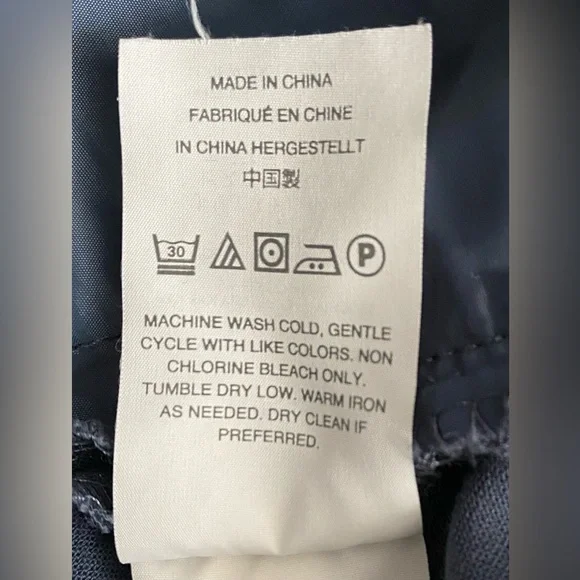 MADE IN CHINA
FABRIQUÉ EN CHINE
IN CHINA HERGESTELLT
中国製
30 P
MACHINE WASH COLD, GENTLE
CYCLE WITH LIKE COLORS. NON
CHLORINE BLEACH ONLY.
TUMBLE DRY LOW. WARM IRON
AS NEEDED. DRY CLEAN IF
PREFERRED.